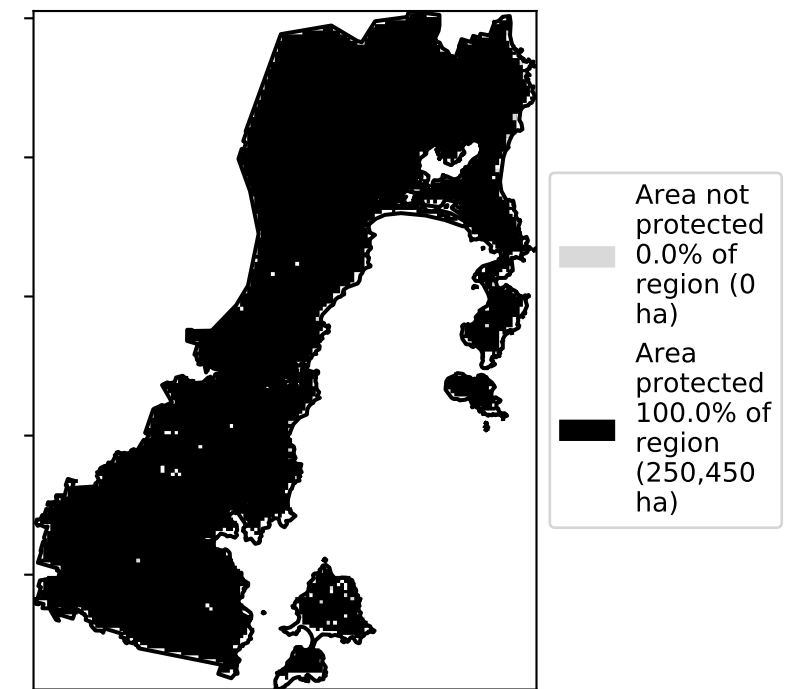 Area not
protected
0.0% of
region (0
ha)
Area
protected
100.0% of
region
(250,450
ha)